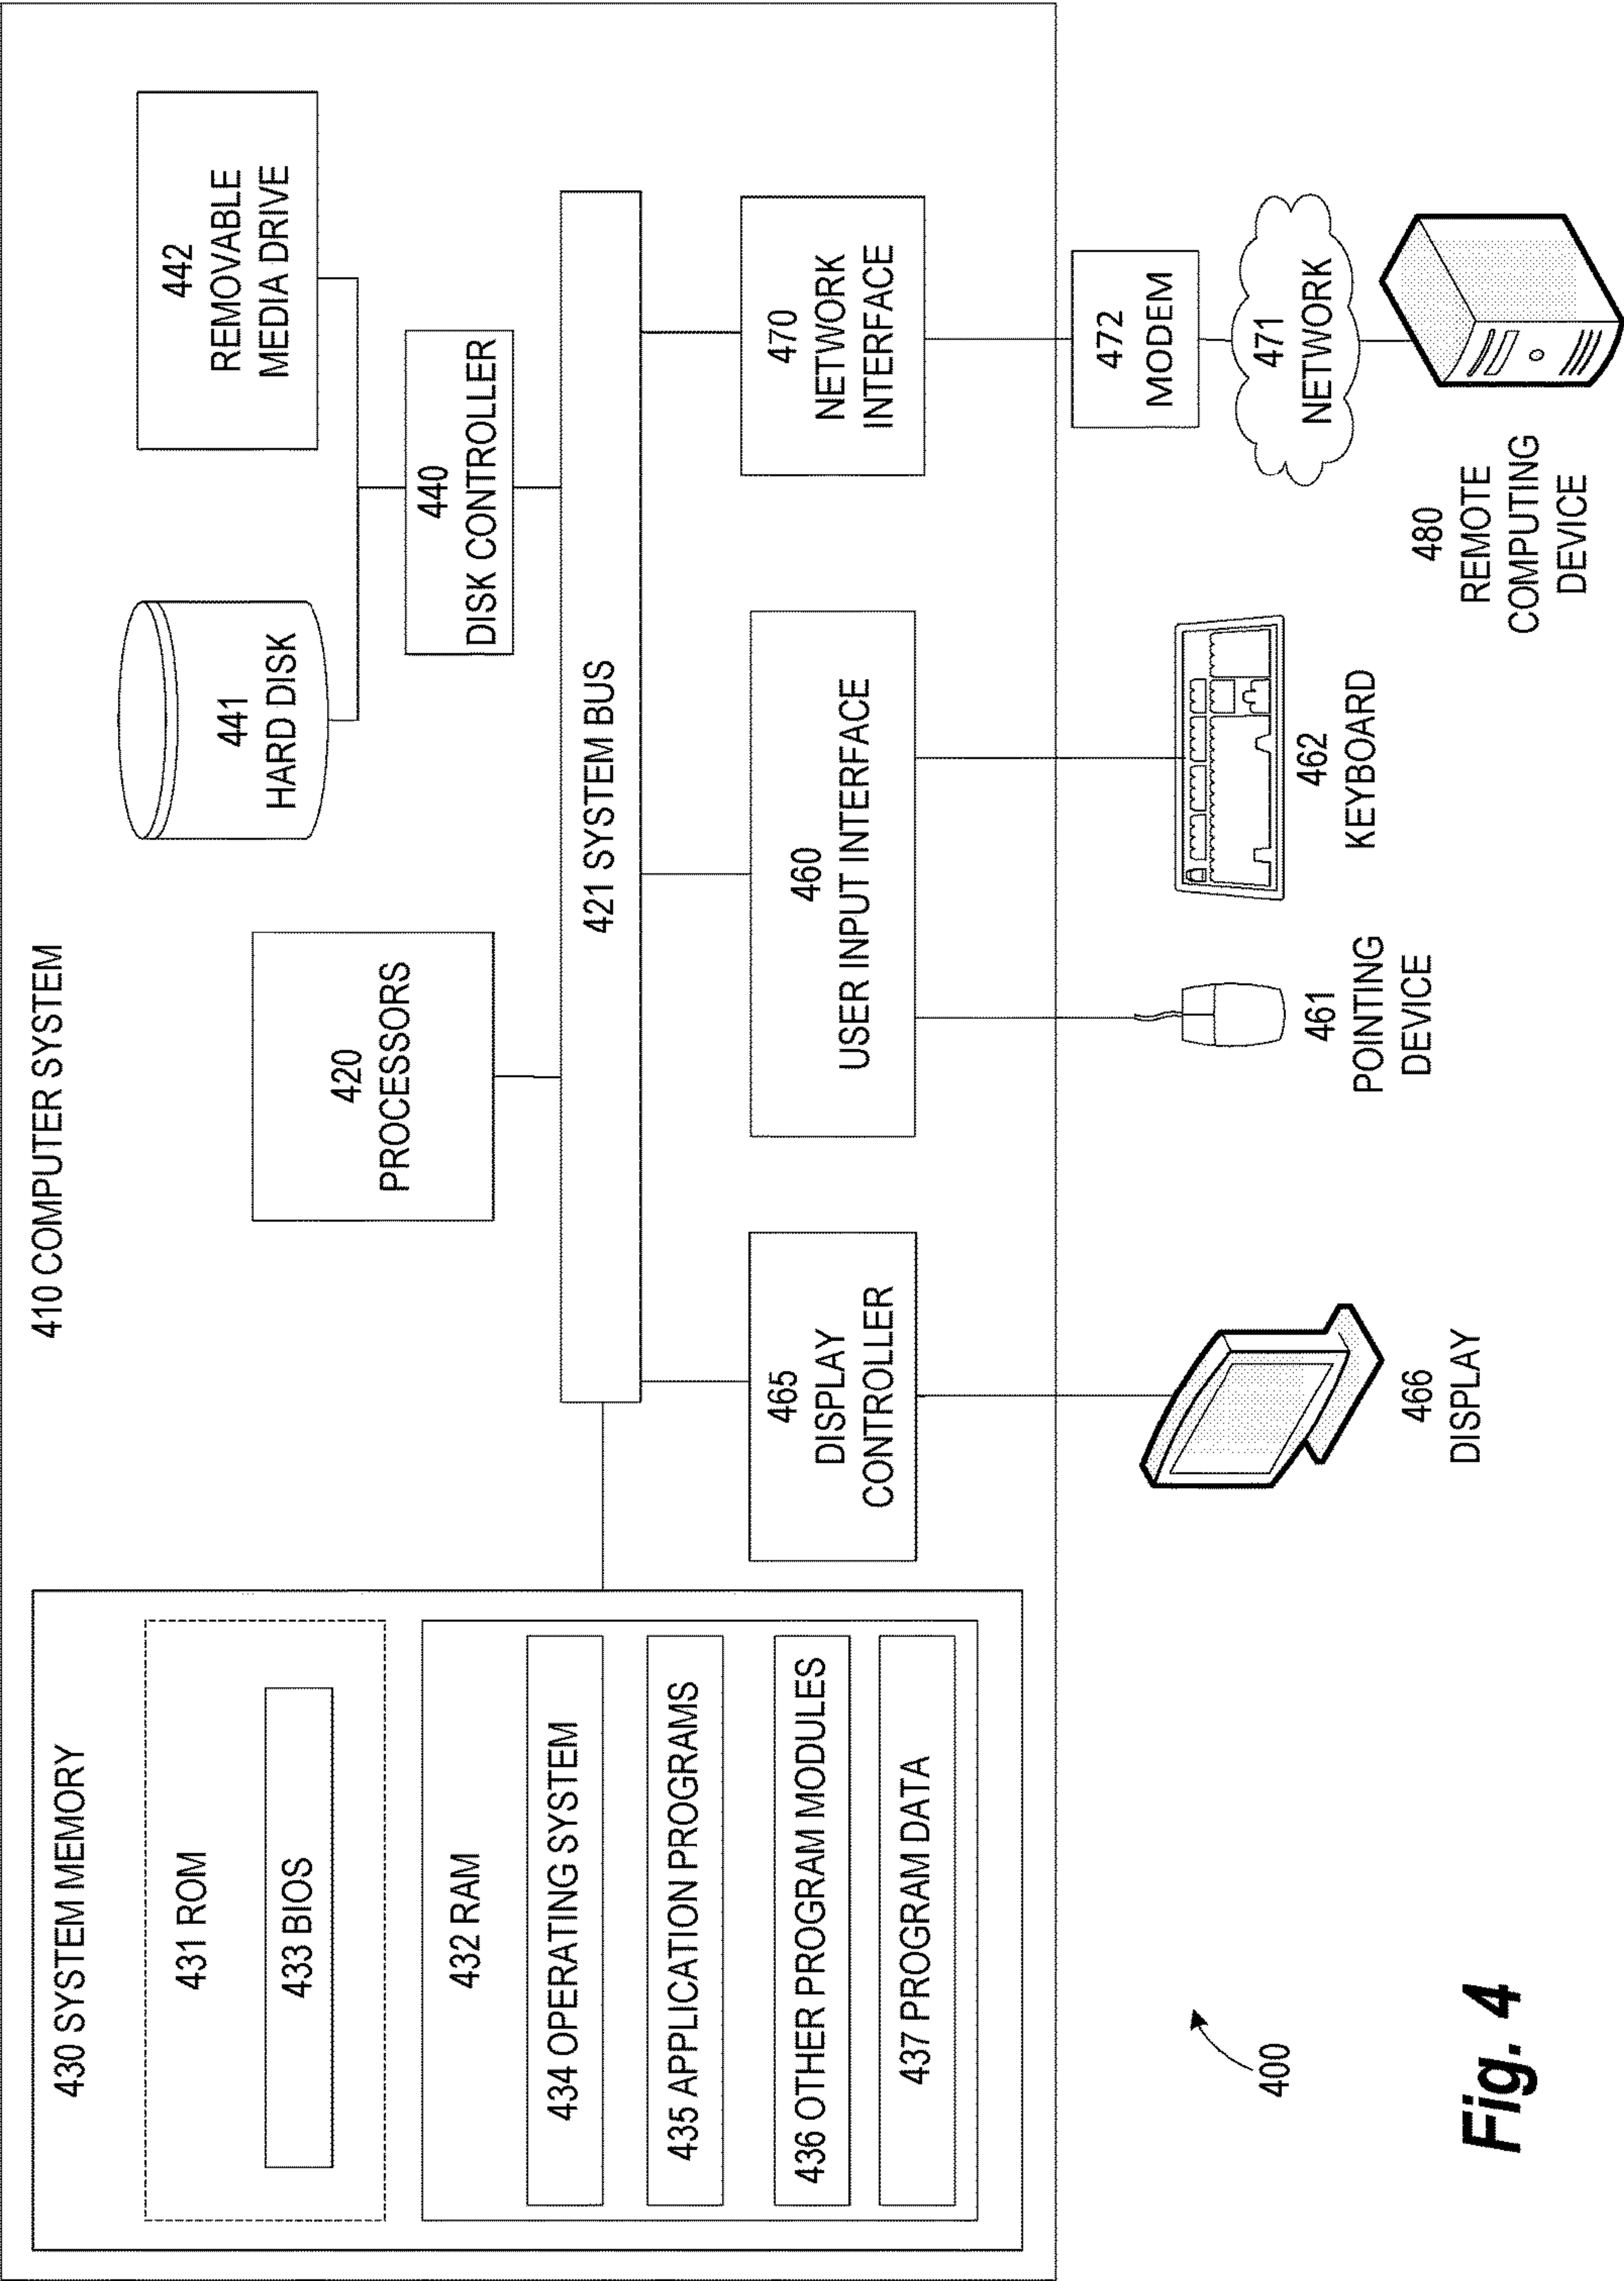 410 COMPUTER SYSTEM
430 SYSTEM MEMORY
431 ROM
433 BIOS
432 RAM
434 OPERATING SYSTEM
435 APPLICATION PROGRAMS
436 OTHER PROGRAM MODULES
437 PROGRAM DATA
420
PROCESSORS
441
HARD DISK
442
REMOVABLE
MEDIA DRIVE
440
DISK CONTROLLER
421 SYSTEM BUS
465
DISPLAY
CONTROLLER
460
USER INPUT INTERFACE
470
NETWORK
INTERFACE
472
MODEM
471
NETWORK
466
DISPLAY
461
POINTING
DEVICE
462
KEYBOARD
480
REMOTE
COMPUTING
DEVICE
400
Fig. 4